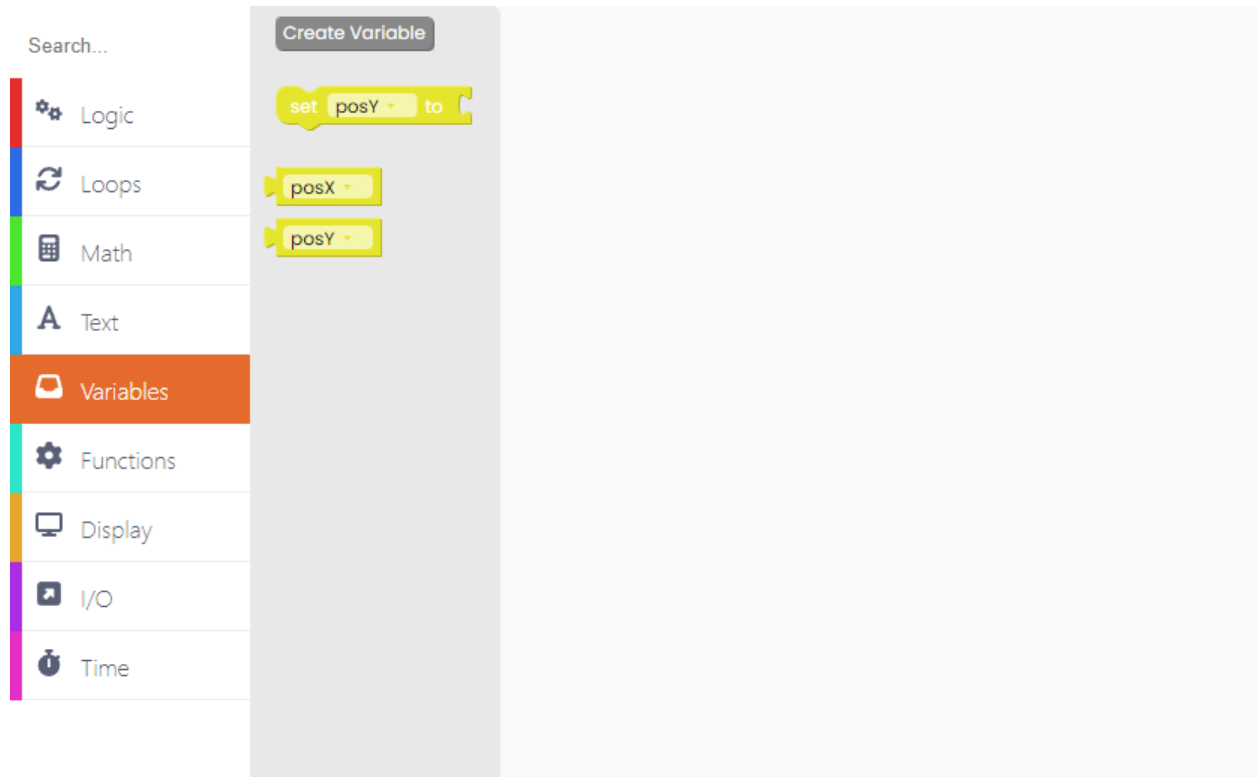 Search...
Logic
Loops
Math
Text
Variables
Functions
Display
I/O
Time
Create Variable
set posY to
posX
posY